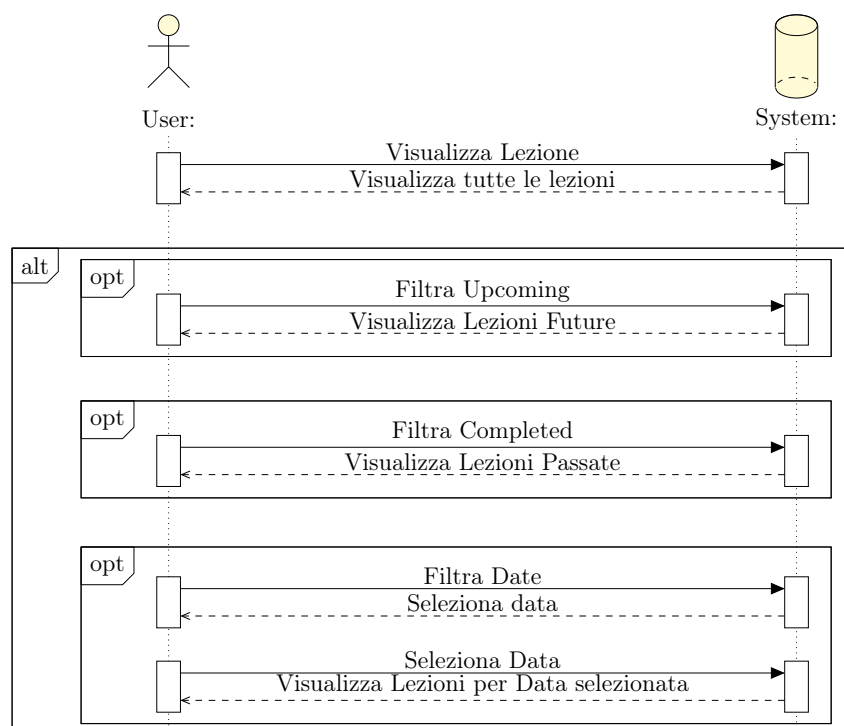 User:
System:
Visualizza Lezione
Visualizza tutte le lezioni
alt
opt
Filtra Upcoming
Visualizza Lezioni Future
opt
Filtra Completed
Visualizza Lezioni Passate
opt
Filtra Date
Seleziona data
Seleziona Data
Visualizza Lezioni per Data selezionata